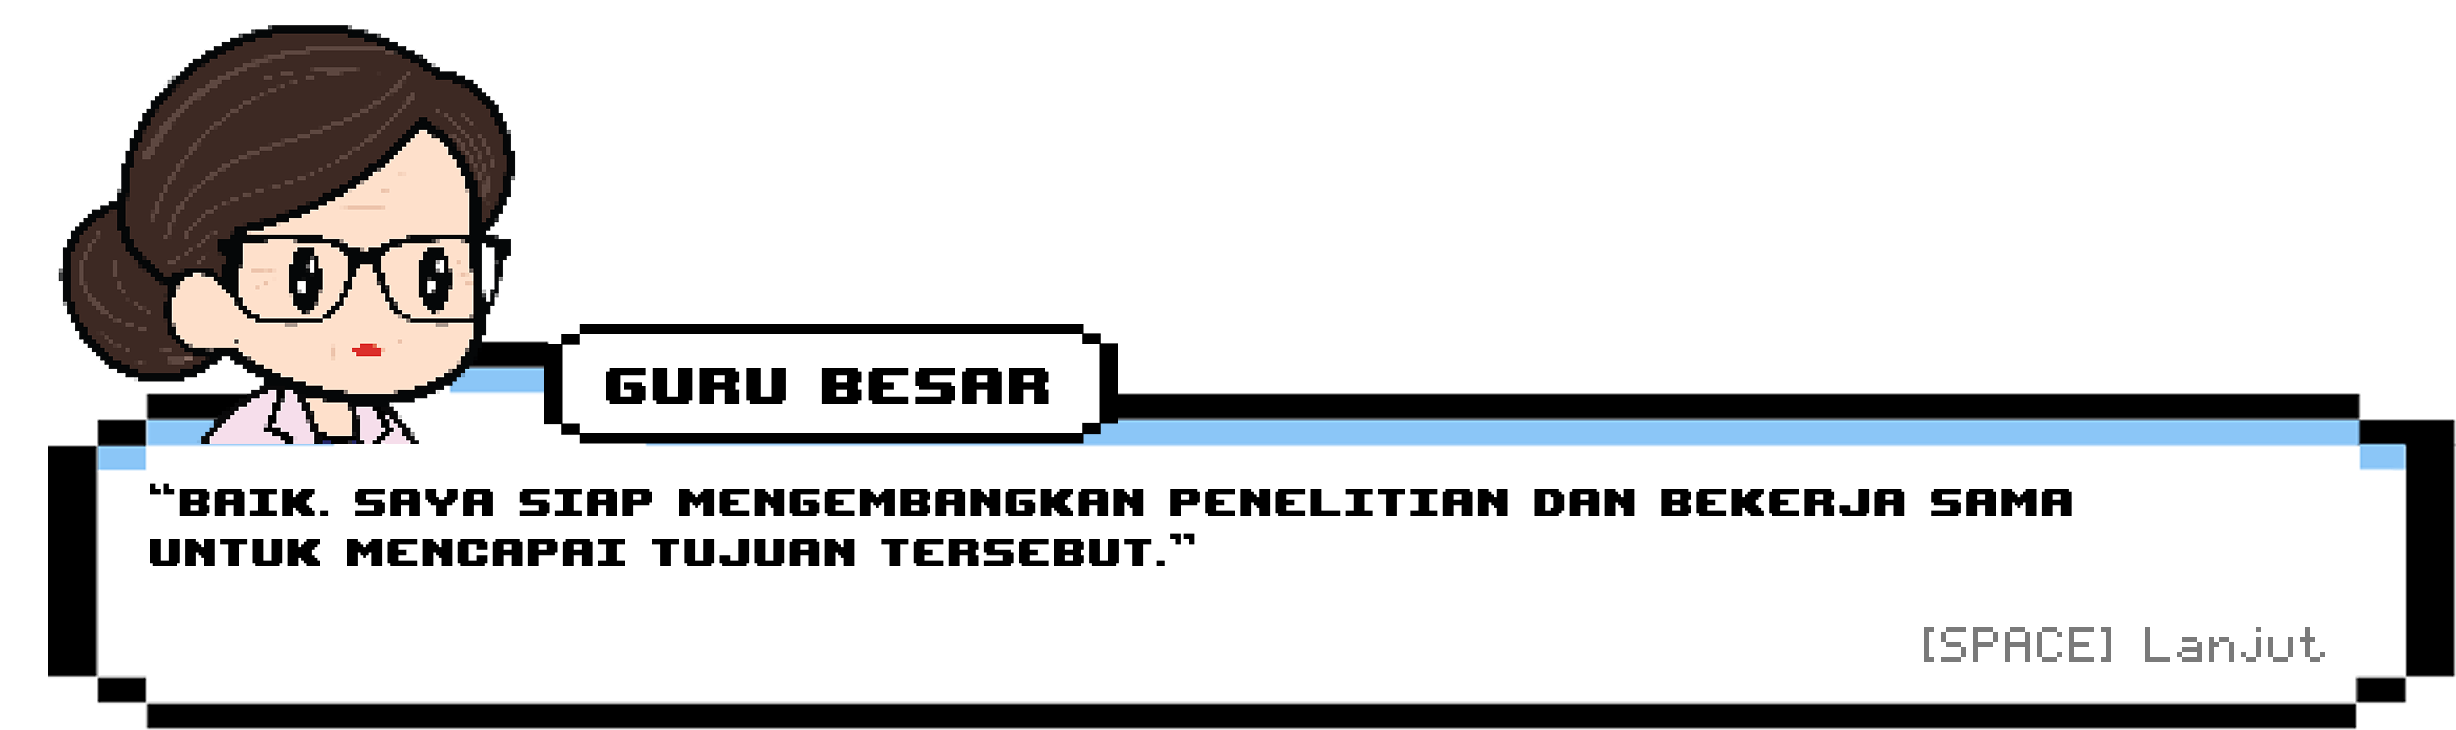 GURU BESAR
“BAIK. SAYA SIAP MENGEMBANGKAN PENELITIAN DAN BEKERJA SAMA
UNTUK MENCAPAI TUJUAN TERSEBUT.”
[SPACE] Lanjut